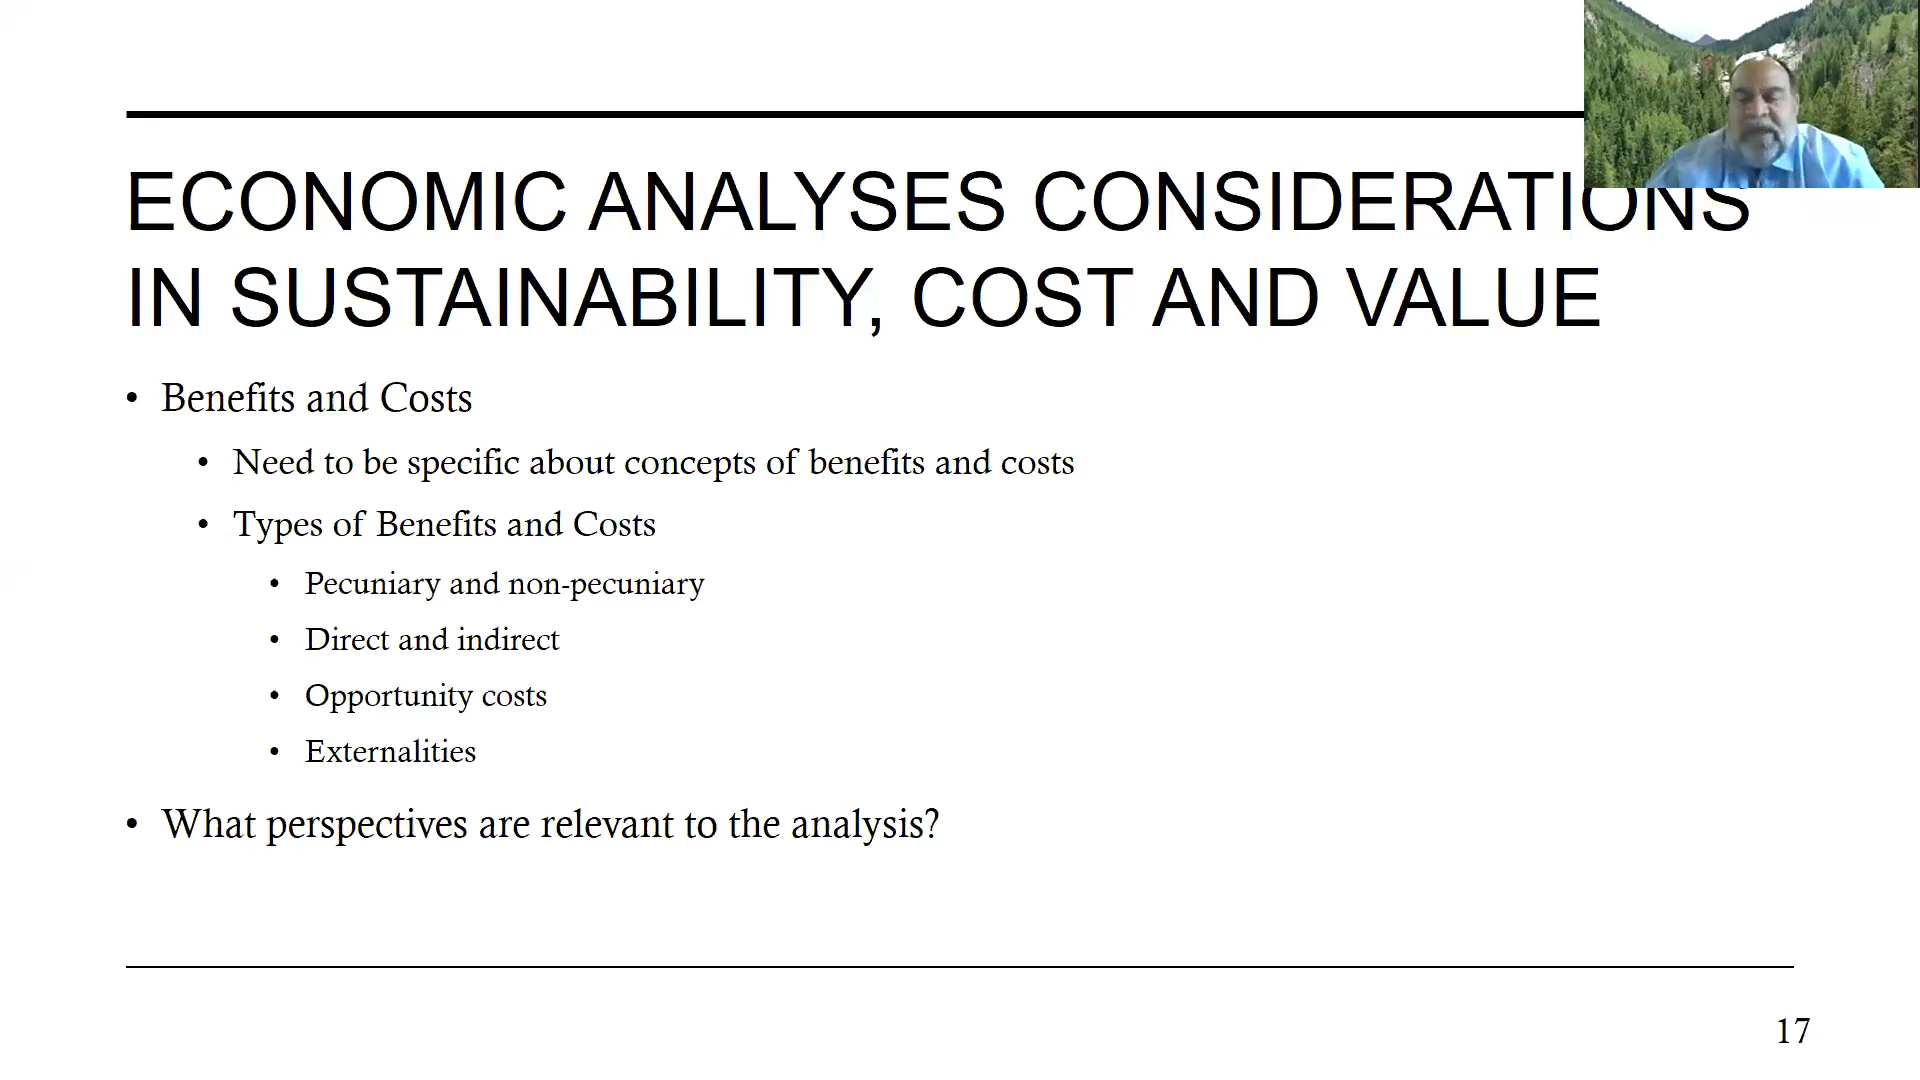 ECONOMIC ANALYSES CONSIDERATIONS
IN SUSTAINABILITY, COST AND VALUE
• Benefits and Costs
• Need to be specific about concepts of benefits and costs
• Types of Benefits and Costs
• Pecuniary and non-pecuniary
• Direct and indirect
• Opportunity costs
• Externalities
• What perspectives are relevant to the analysis?
17